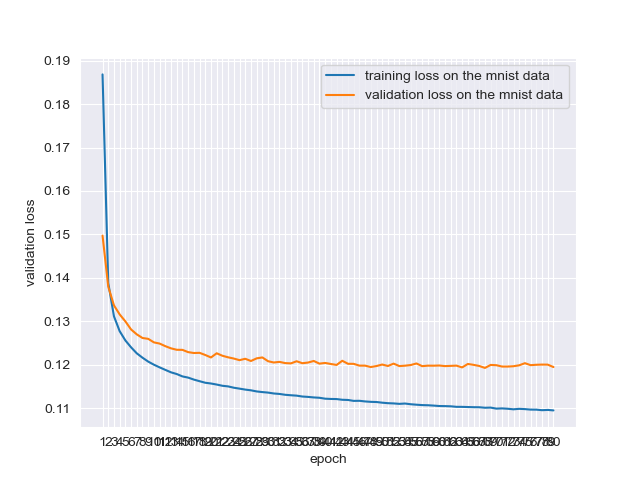 0.19
training loss on the mnist data
validation loss on the mnist data
0.18
0.17
0.16
0.15
0.14
0.13
0.12
0.11
validation loss
epoch